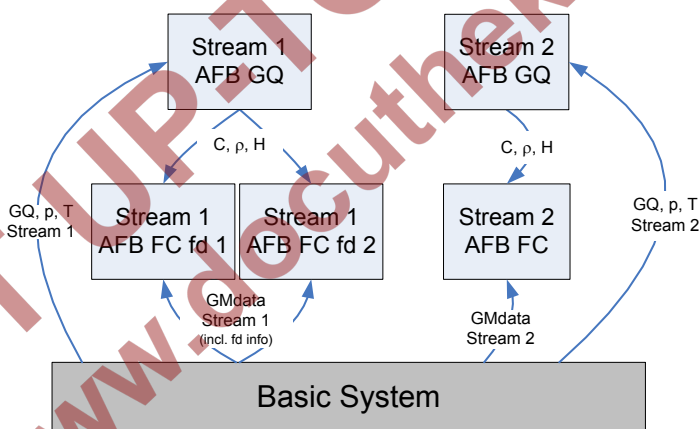 Stream 1
AFB GQ
Stream 2
AFB GQ
C, ρ, H
C, ρ, H
GQ, p, T
Stream 1
Stream 1
AFB FC fd 1
Stream 1
AFB FC fd 2
Stream 2
AFB FC
GQ, p, T
Stream 2
GMdata
Stream 1
(incl. fd info)
GMdata
Stream 2
Basic System